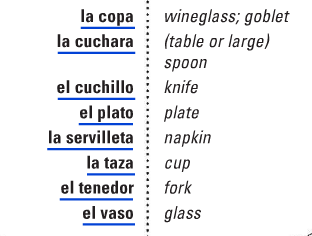 la copa wineglass; goblet
la cuchara (table or large)
spoon
el cuchillo knife
el plato plate
la servilleta napkin
la taza cup
el tenedor fork
el vaso glass